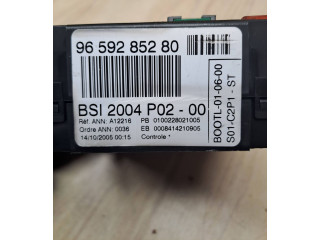 96 592 852 80
BSI 2004 P02 - 00
Réf. ANN: A12216 PB 0100228021005
Qrdre ANN: 0036 EB 0008414210905
14/10/2005 00:15 Controle *
BOOTL-01-06-00
S01-C2P1 - ST